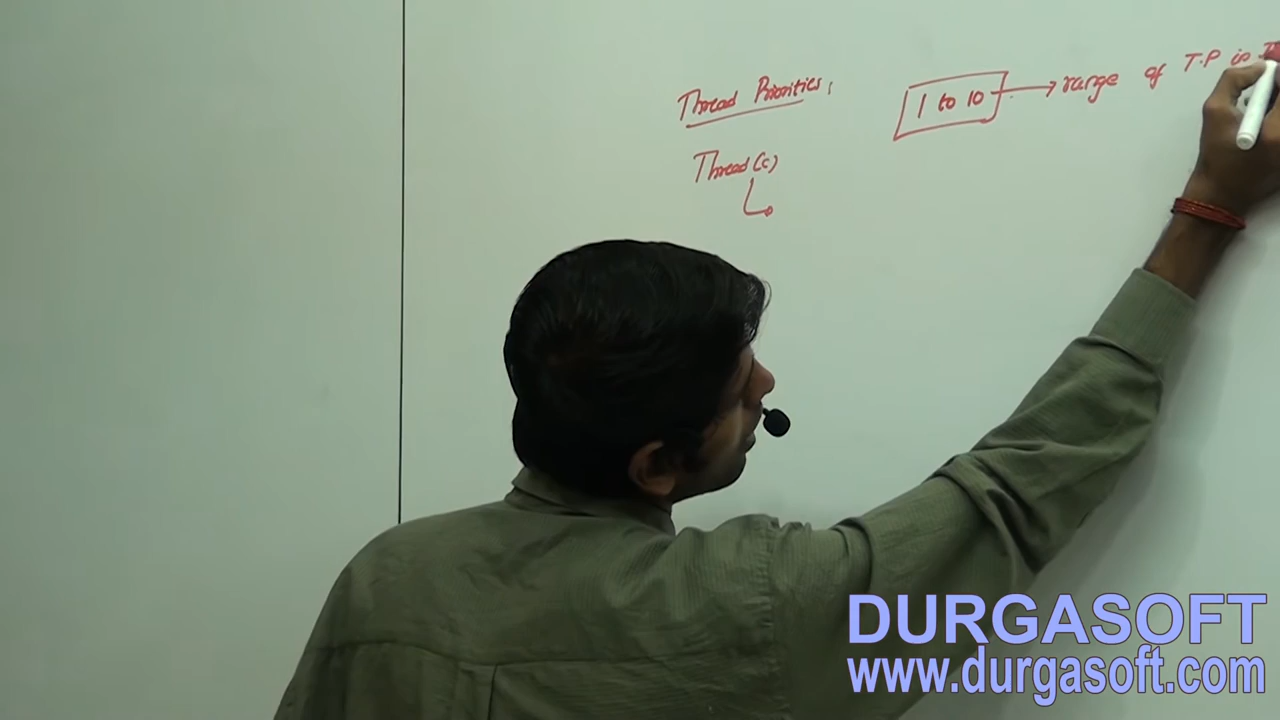 Thread Priorities:
1 to 10 → range of T.P in
Thread(c)
DURGASOFT
www.durgasoft.com